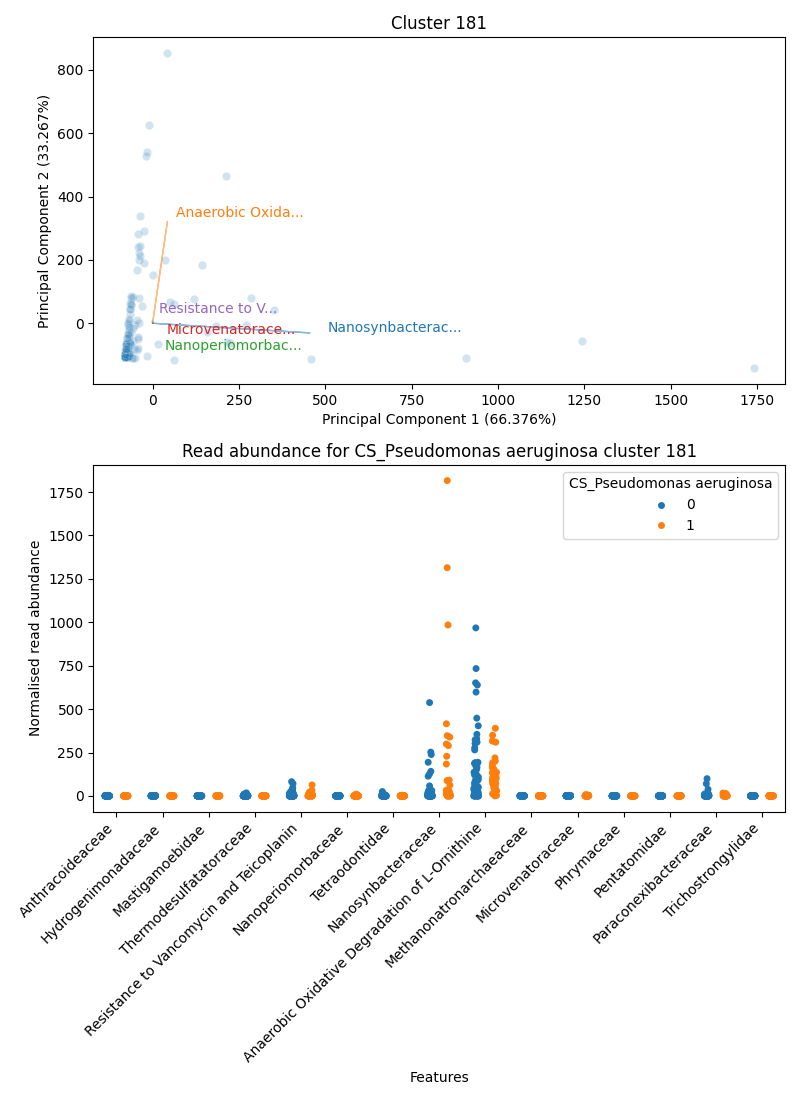 Cluster 181
800
600
400
200
0
Principal Component 2 (33.267%)
Anaerobic Oxida...
Resistance to V...
Microvenatorace...
Nanoperiomorbac...
Nanosynbacterac...
0 250 500 750 1000 1250 1500 1750
Principal Component 1 (66.376%)
Read abundance for CS_Pseudomonas aeruginosa cluster 181
1750
1500
1250
1000
750
500
250
0
Normalised read abundance
CS_Pseudomonas aeruginosa
0
1
Anthracoideaceae
Hydrogenimonadaceae
Mastigamoebidae
Thermodesulfatatoraceae
Resistance to Vancomycin and Teicoplanin
Nanoperiomorbaceae
Tetraodontidae
Nanosynbacteraceae
Anaerobic Oxidative Degradation of L-Ornithine
Methanonatronarchaeaceae
Microvenatoraceae
Phrymaceae
Pentatomidae
Paraconexibacteraceae
Trichostrongylidae
Features